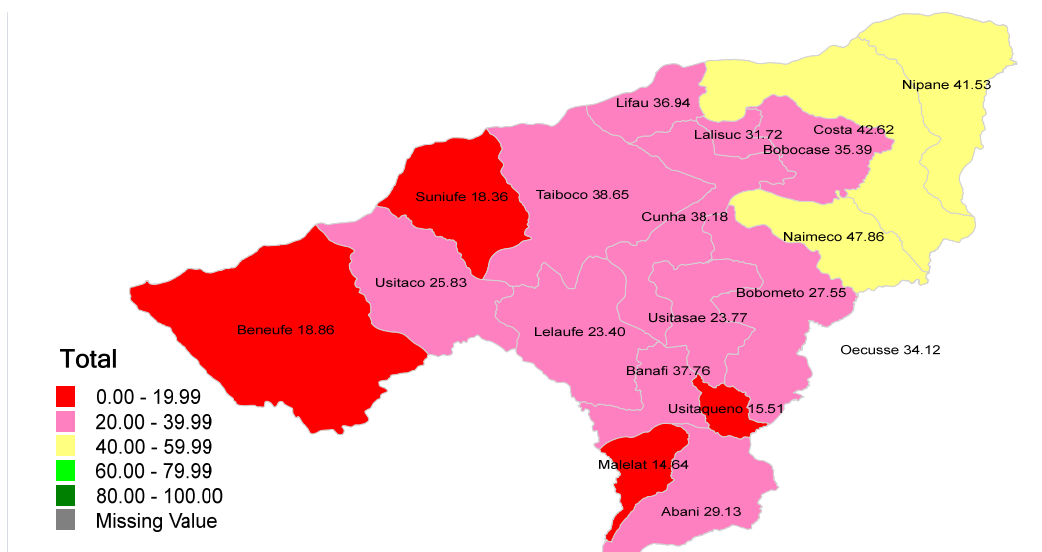 Nipane 41.53
Lifau 36.94
Costa 42.62
Lalisuc 31.72
Bobocase 35.39
Suniufe 18.36
Taiboco 38.65
Cunha 38.18
Naimeco 47.86
Usitaco 25.83
Bobometo 27.55
Usitasae 23.77
Beneufe 18.86
Lelaufe 23.40
Oecusse 34.12
Banafi 37.76
Usitaqueno 15.51
Malelat 14.64
Abani 29.13
Total
0.00 - 19.99
20.00 - 39.99
40.00 - 59.99
60.00 - 79.99
80.00 - 100.00
Missing Value